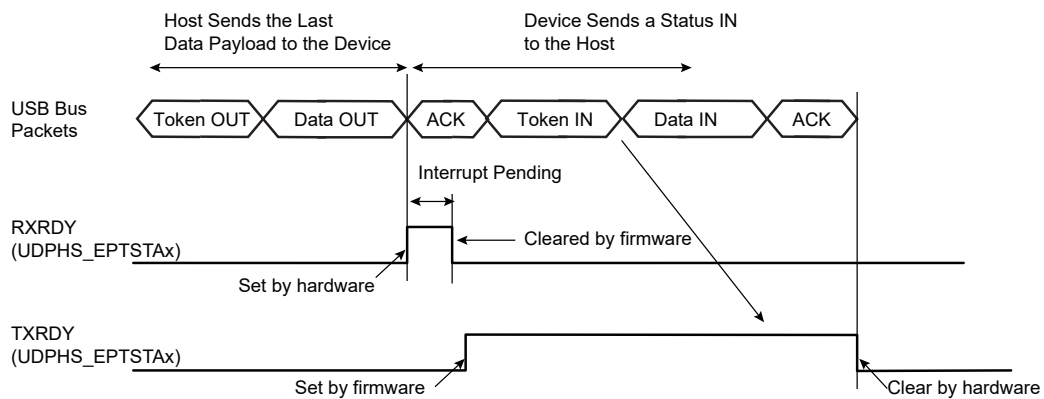 Host Sends the Last
Data Payload to the Device
Device Sends a Status IN
to the Host
USB Bus
Packets
Token OUT
Data OUT
ACK
Token IN
Data IN
ACK
Interrupt Pending
RXRDY
(UDPHS_EPTSTAx)
Cleared by firmware
Set by hardware
TXRDY
(UDPHS_EPTSTAx)
Set by firmware
Clear by hardware